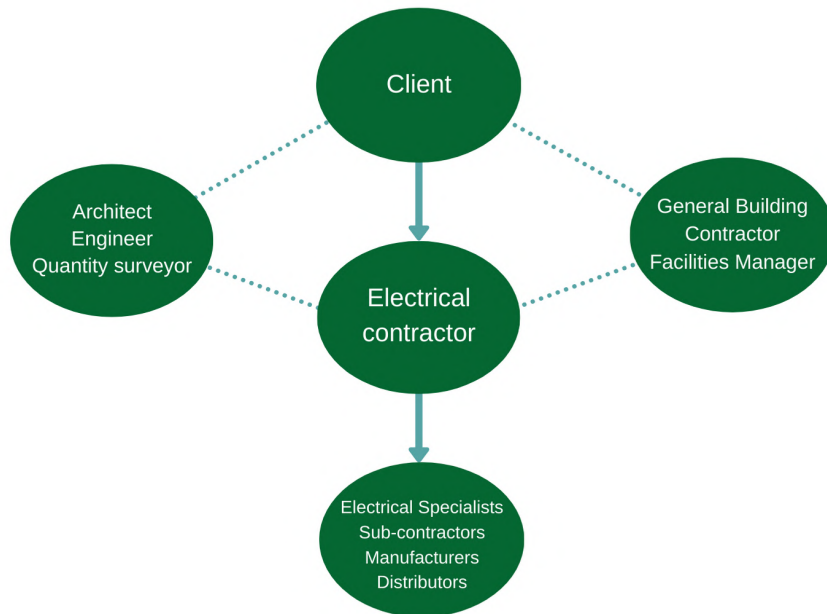 Client
Architect
Engineer
Quantity surveyor
General Building
Contractor
Facilities Manager
Electrical
contractor
Electrical Specialists
Sub-contractors
Manufacturers
Distributors